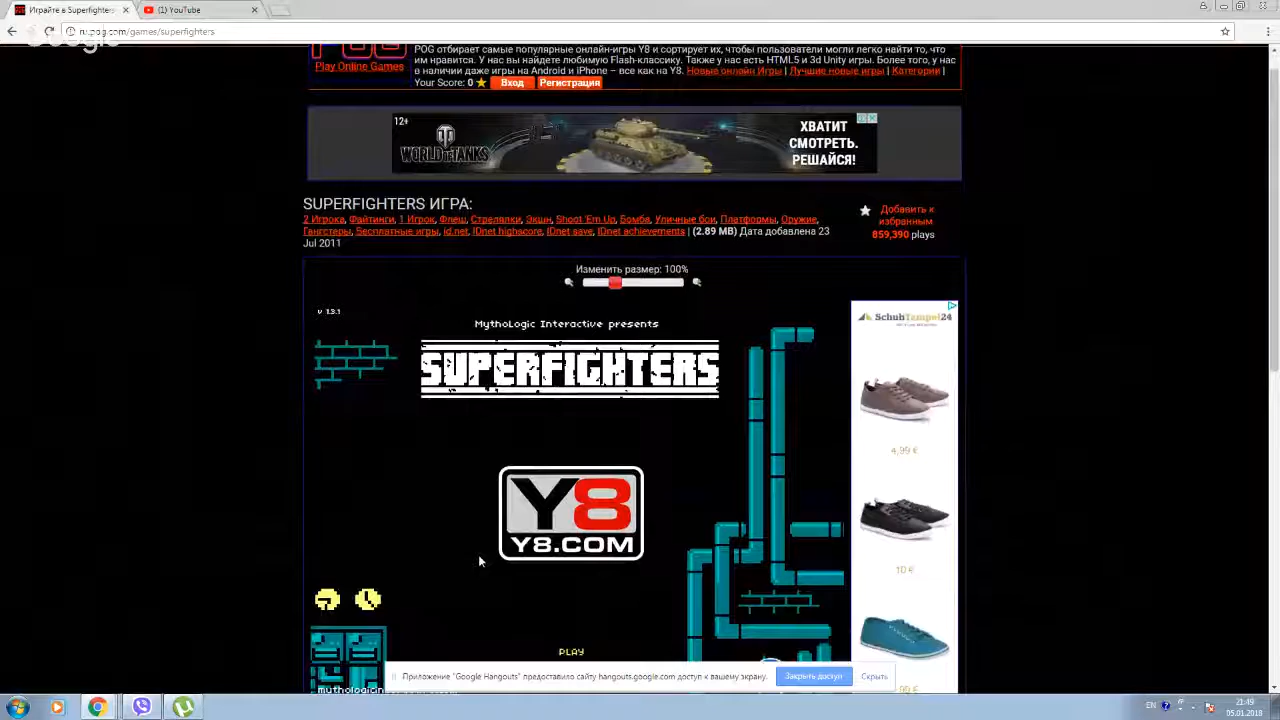 Играйте в Superfighters
(1) YouTube
ru.pog.com/games/superfighters
Google
Play Online Games
POG отбирает самые популярные онлайн-игры Y8 и сортирует их, чтобы пользователи могли легко найти то, что
им нравится. У нас вы найдете любимую Flash-классику. Также у нас есть HTML5 и 3d Unity игры. Более того, у нас
в наличии даже игры на Android и iPhone – все как на Y8. Новые онлайн Игры | Лучшие новые игры | Категории |
Your Score: 0 Вход Регистрация
12+
WORLD OF TANKS
ХВАТИТ
СМОТРЕТЬ.
РЕШАЙСЯ!
SUPERFIGHTERS ИГРА:
2 Игрока, Файтинги, 1 Игрок, Флеш, Стрелялки, Экшн, Shoot 'Em Up, Бомба, Уличные бои, Платформы, Оружие,
Гангстеры, Бесплатные игры, id.net, IDnet highscore, IDnet save, IDnet achievements | (2.89 MB) Дата добавлена 23
Jul 2011
Добавить к
избранным
859,390 plays
Изменить размер: 100%
v 1.3.1
MythoLogic Interactive presents
SUPERFIGHTERS
Y8
Y8.COM
PLAY
SchuhTempel24
4,99 €
10 €
Приложение "Google Hangouts" предоставило сайту hangouts.google.com доступ к вашему экрану.
Закрыть доступ
Скрыть
EN
21:49
05.01.2018